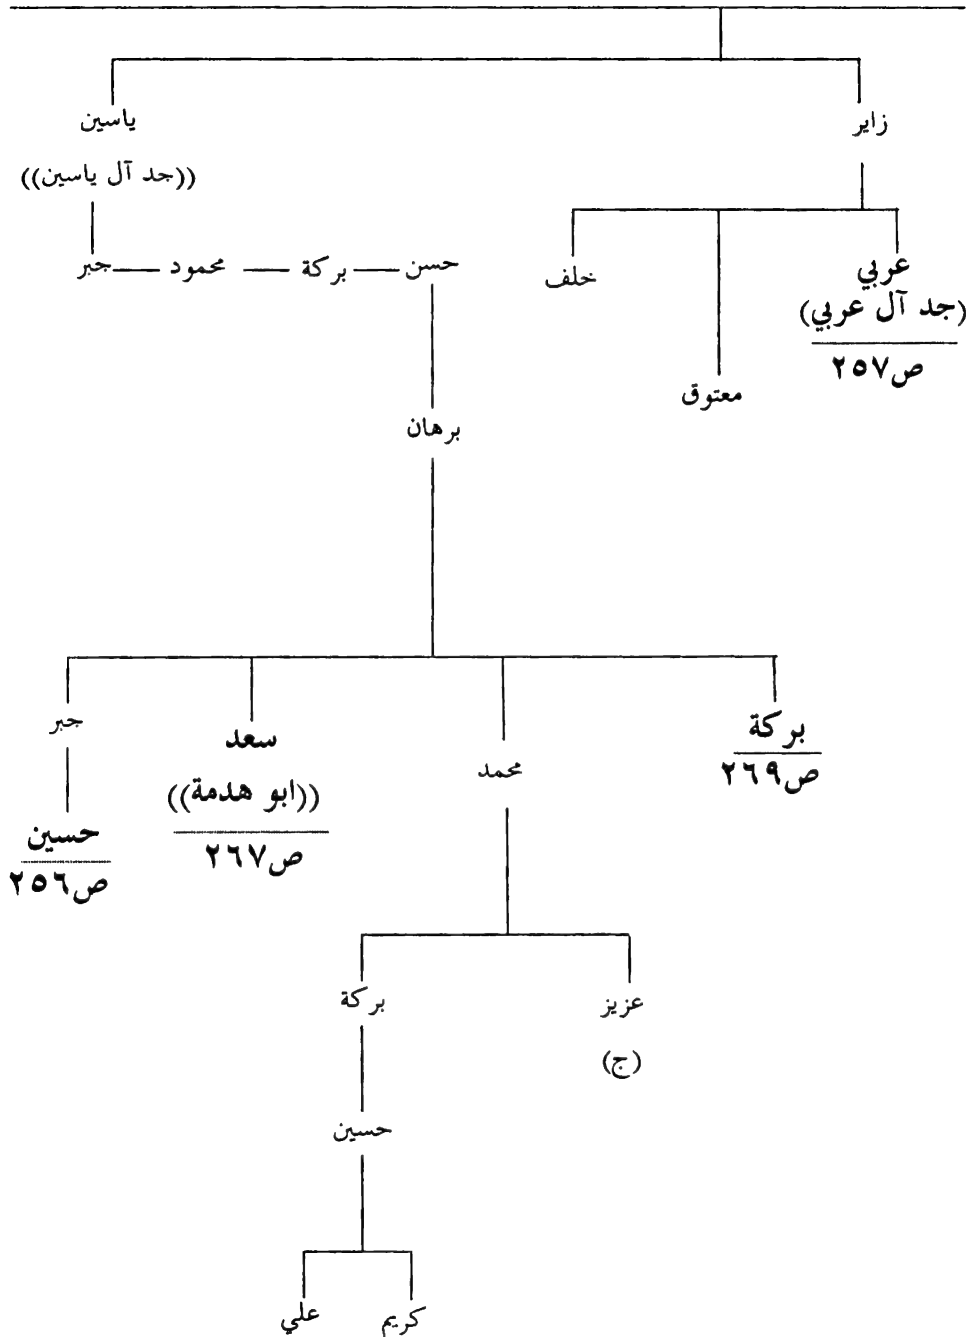 زاير
ياسين
((جد آل ياسين))
عربي
(جد آل عربي)
ص٢٥٧
خلف
معتوق
حسن
بركة
محمود
جبر
برهان
بركة
ص٢٦٩
محمد
سعد
((ابو هدمة))
ص٢٦٧
جبر
حسين
ص٢٥٦
عزيز
(ج)
بركة
حسين
كريم
علي